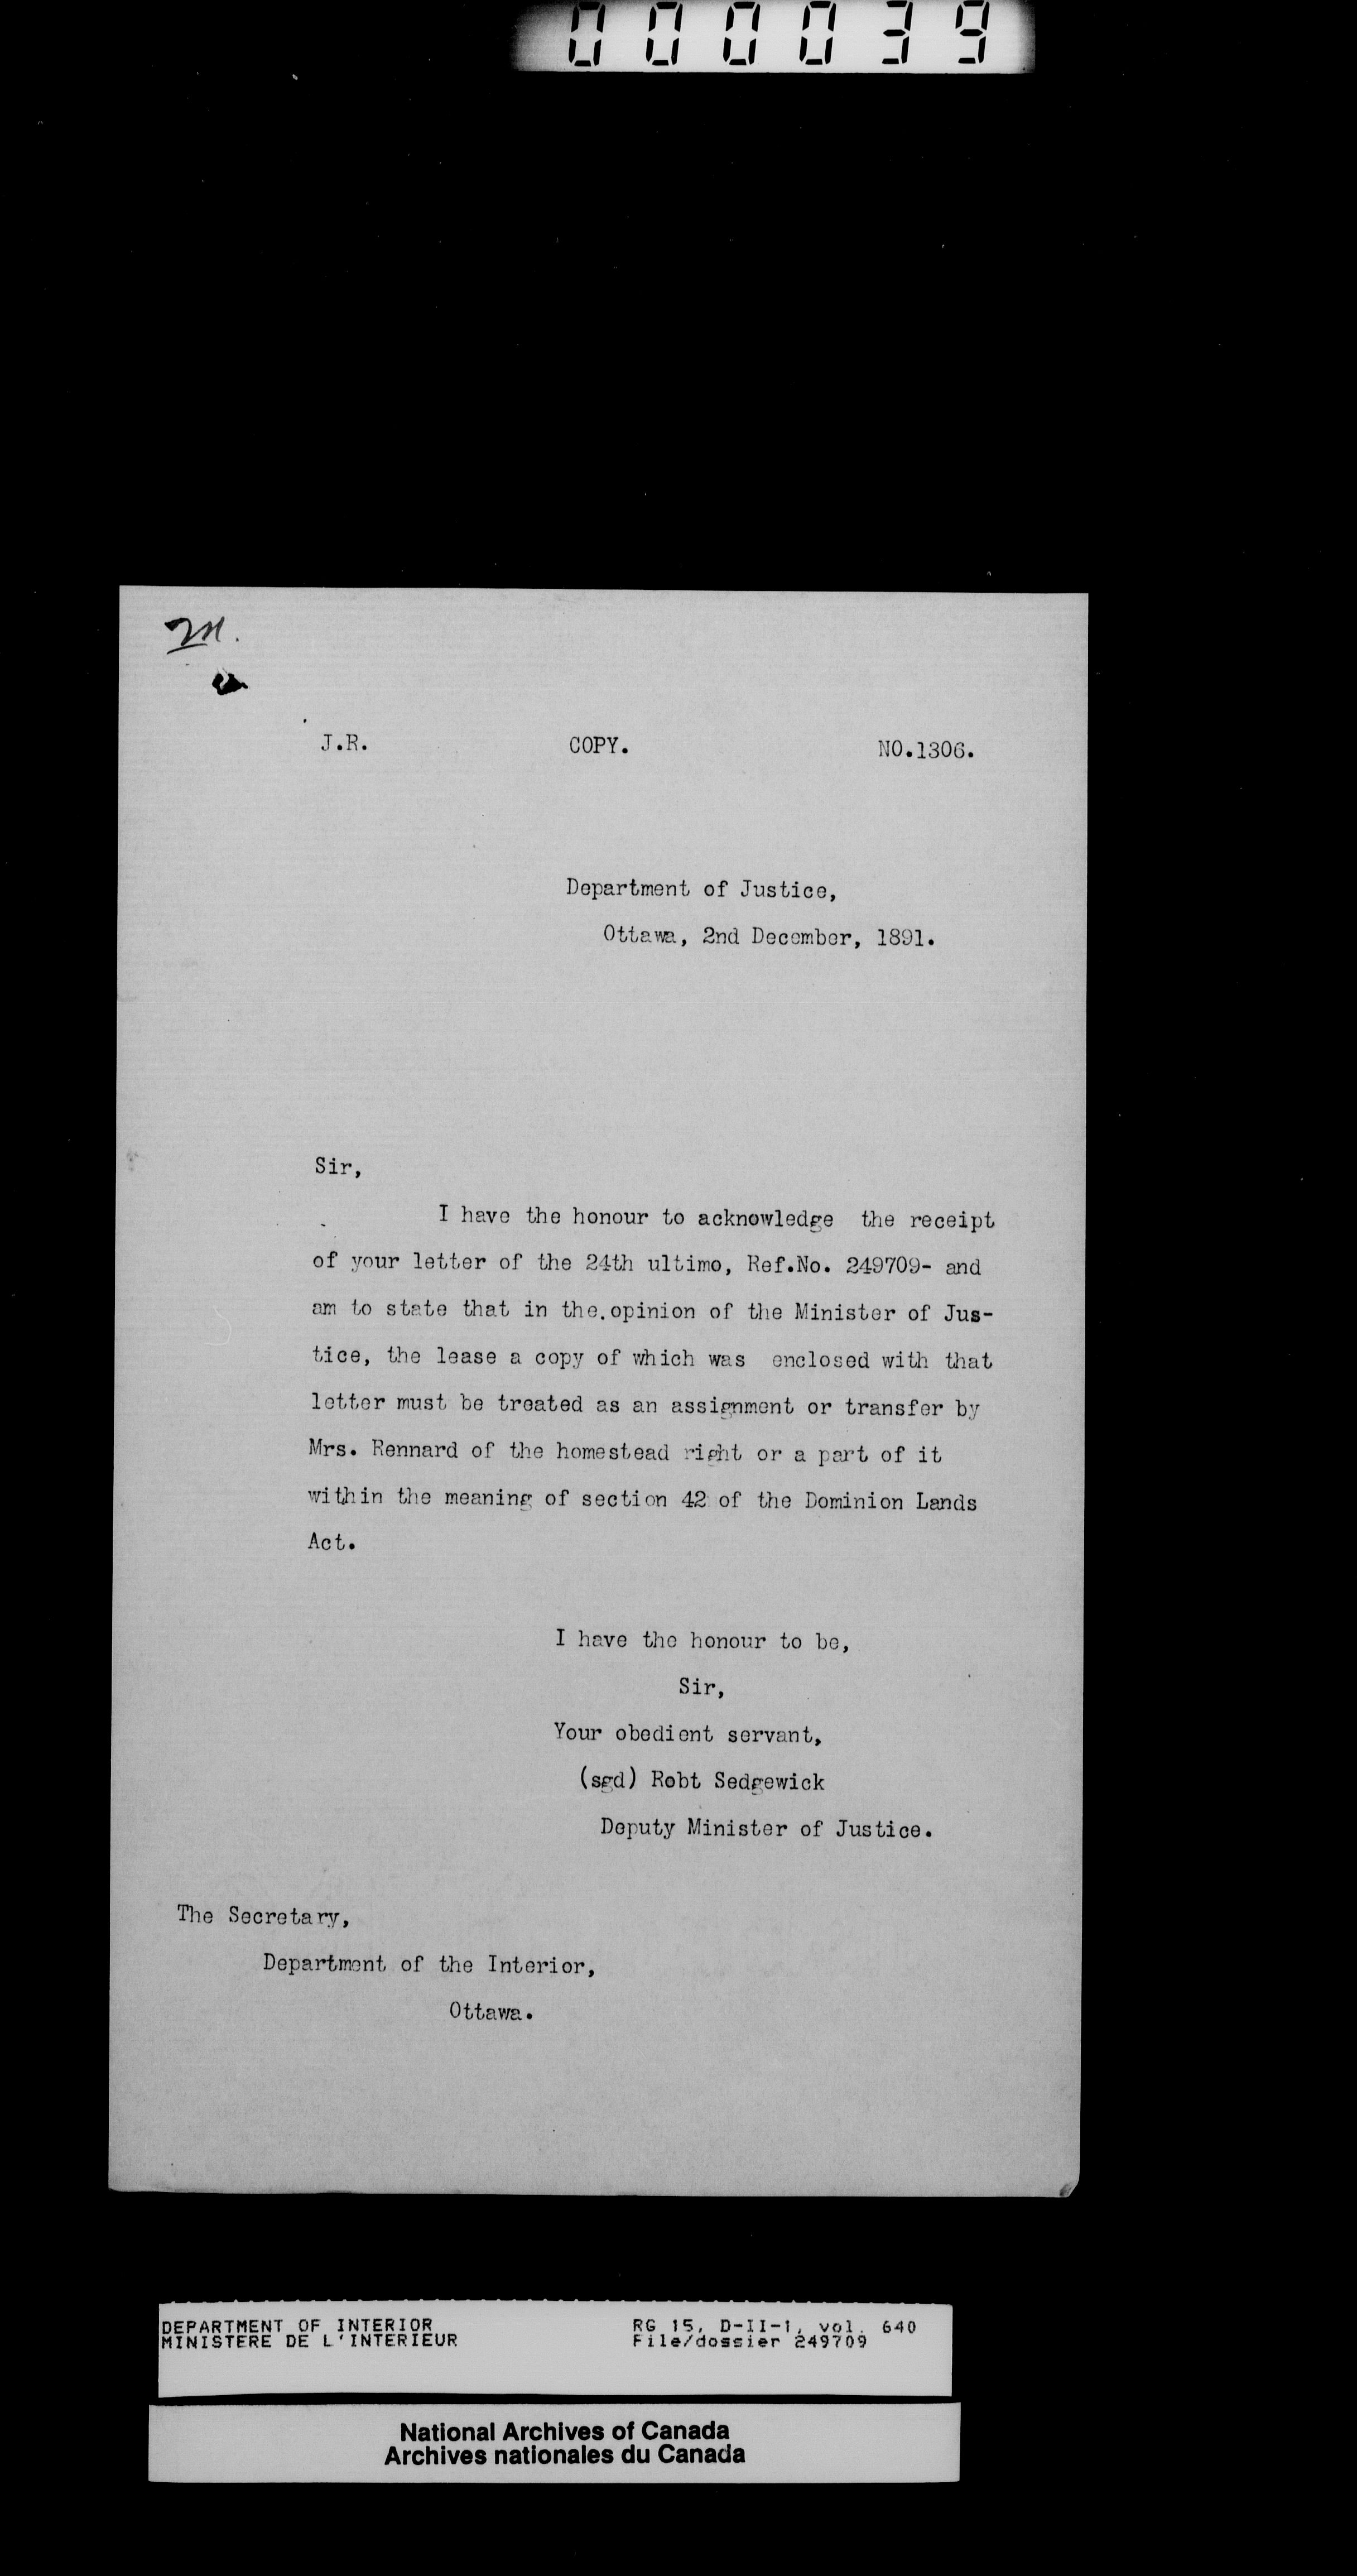 000039
J.R. COPY. NO.1306.
Department of Justice,
Ottawa, 2nd December, 1891.
Sir,
I have the honour to acknowledge the receipt
of your letter of the 24th ultimo, Ref.No. 249709- and
am to state that in the.opinion of the Minister of Jus-
tice, the lease a copy of which was enclosed with that
letter must be treated as an assignment or transfer by
Mrs. Rennard of the homestead right or a part of it
within the meaning of section 42 of the Dominion Lands
Act.
I have the honour to be,
Sir,
Your obedient servant,
(sgd) Robt Sedgewick
Deputy Minister of Justice.
The Secretary,
Department of the Interior,
Ottawa.
DEPARTMENT OF INTERIOR RG 15, D-II-1, vol. 640
MINISTERE DE L'INTERIEUR File/dossier 249709
National Archives of Canada
Archives nationales du Canada